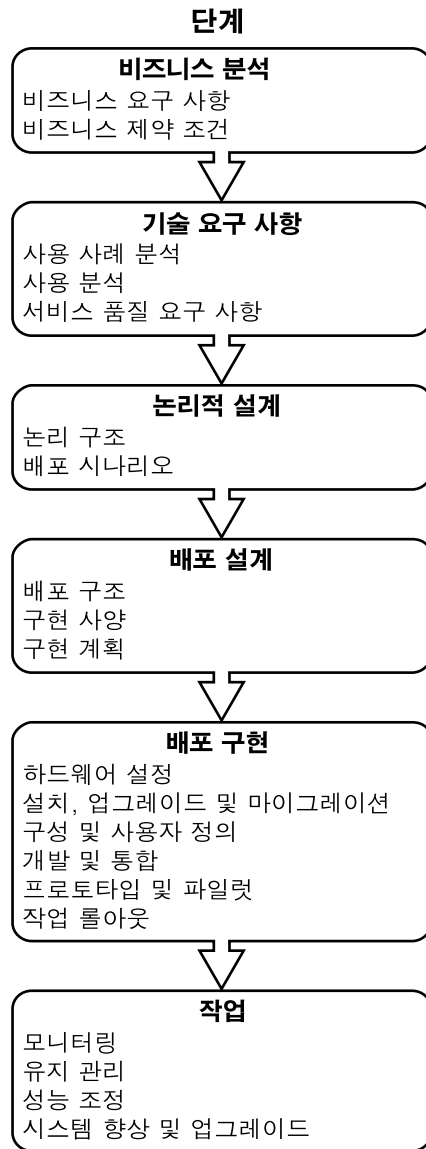 단계
비즈니스 분석
비즈니스 요구 사항
비즈니스 제약 조건
기술 요구 사항
사용 사례 분석
사용 분석
서비스 품질 요구 사항
논리적 설계
논리 구조
배포 시나리오
배포 설계
배포 구조
구현 사양
구현 계획
배포 구현
하드웨어 설정
설치, 업그레이드 및 마이그레이션
구성 및 사용자 정의
개발 및 통합
프로토타입 및 파일럿
작업 롤아웃
작업
모니터링
유지 관리
성능 조정
시스템 향상 및 업그레이드